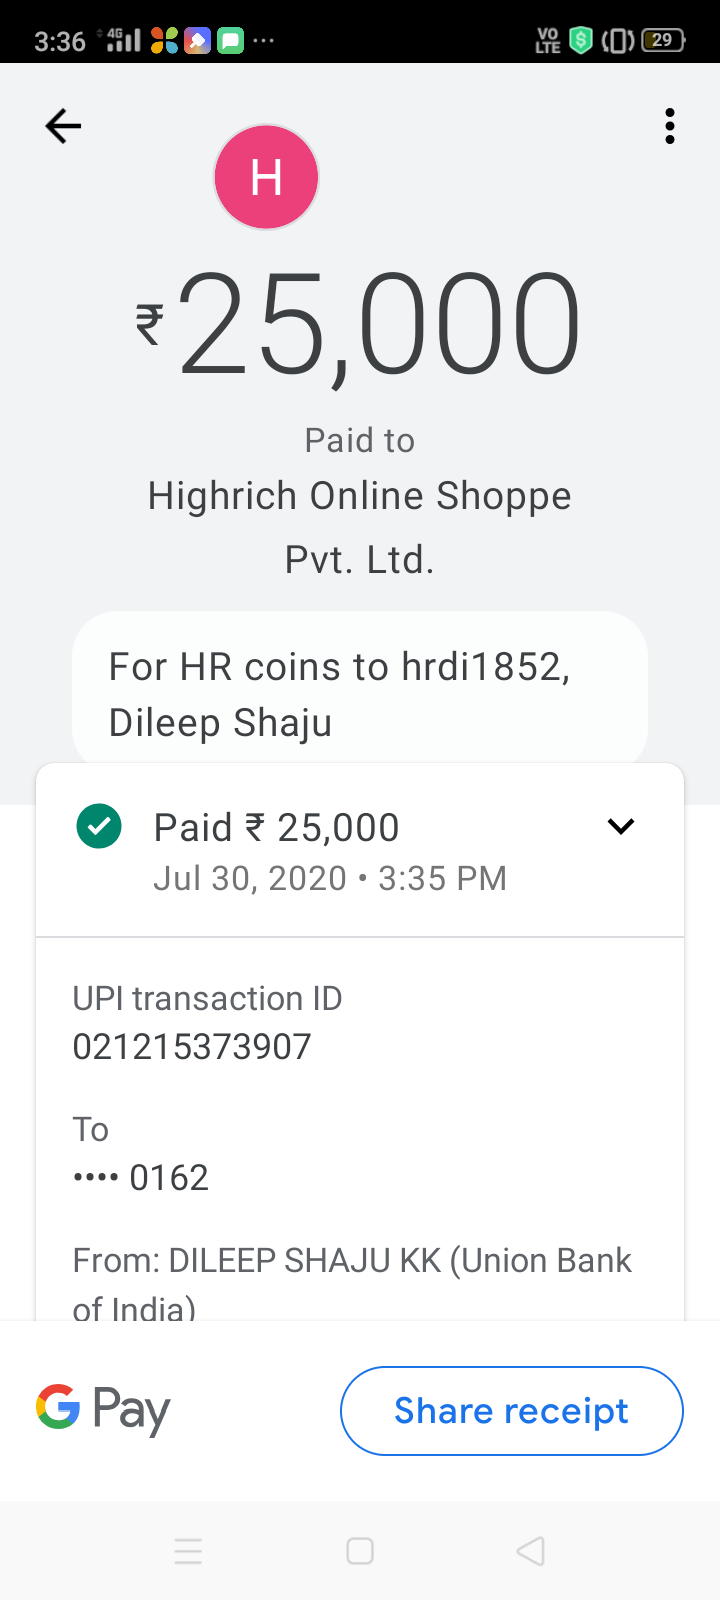 3:36 4G VO LTE 29
H
₹25,000
Paid to
Highrich Online Shoppe
Pvt. Ltd.
For HR coins to hrdi1852,
Dileep Shaju
Paid ₹ 25,000
Jul 30, 2020 • 3:35 PM
UPI transaction ID
021215373907
To
•••• 0162
From: DILEEP SHAJU KK (Union Bank
of India)
G Pay
Share receipt